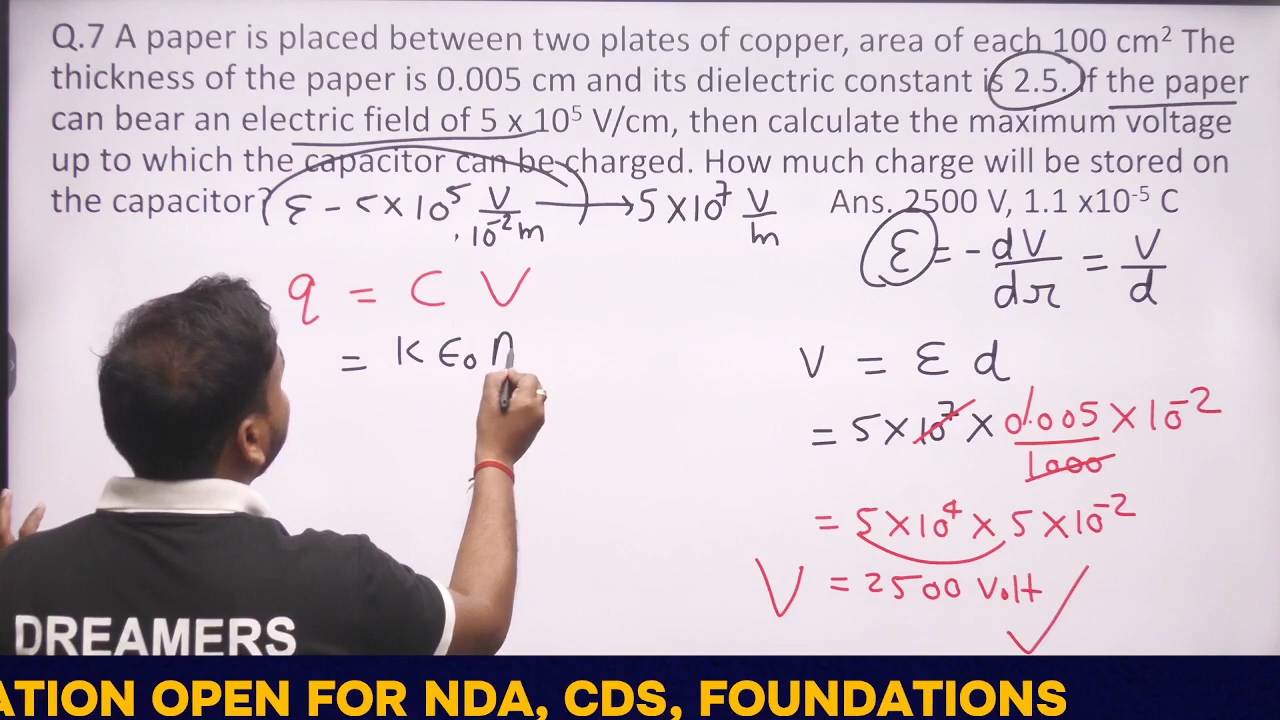 Q.7 A paper is placed between two plates of copper, area of each 100 cm² The
thickness of the paper is 0.005 cm and its dielectric constant is 2.5. If the paper
can bear an electric field of 5 x 10⁵ V/cm, then calculate the maximum voltage
up to which the capacitor can be charged. How much charge will be stored on
the capacitor?
Ans. 2500 V, 1.1 x10⁻⁵ C
ε - 5 × 10⁵ V/10⁻² m → 5 × 10⁷ V/m
ε = - dV/dr = V/d
q = C V
= K ε₀
V = ε d
= 5 × 10⁷ × 0.005/1000 × 10⁻²
= 5 × 10⁴ × 5 × 10⁻²
V = 2500 Volt
DREAMERS
ATION OPEN FOR NDA, CDS, FOUNDATIONS